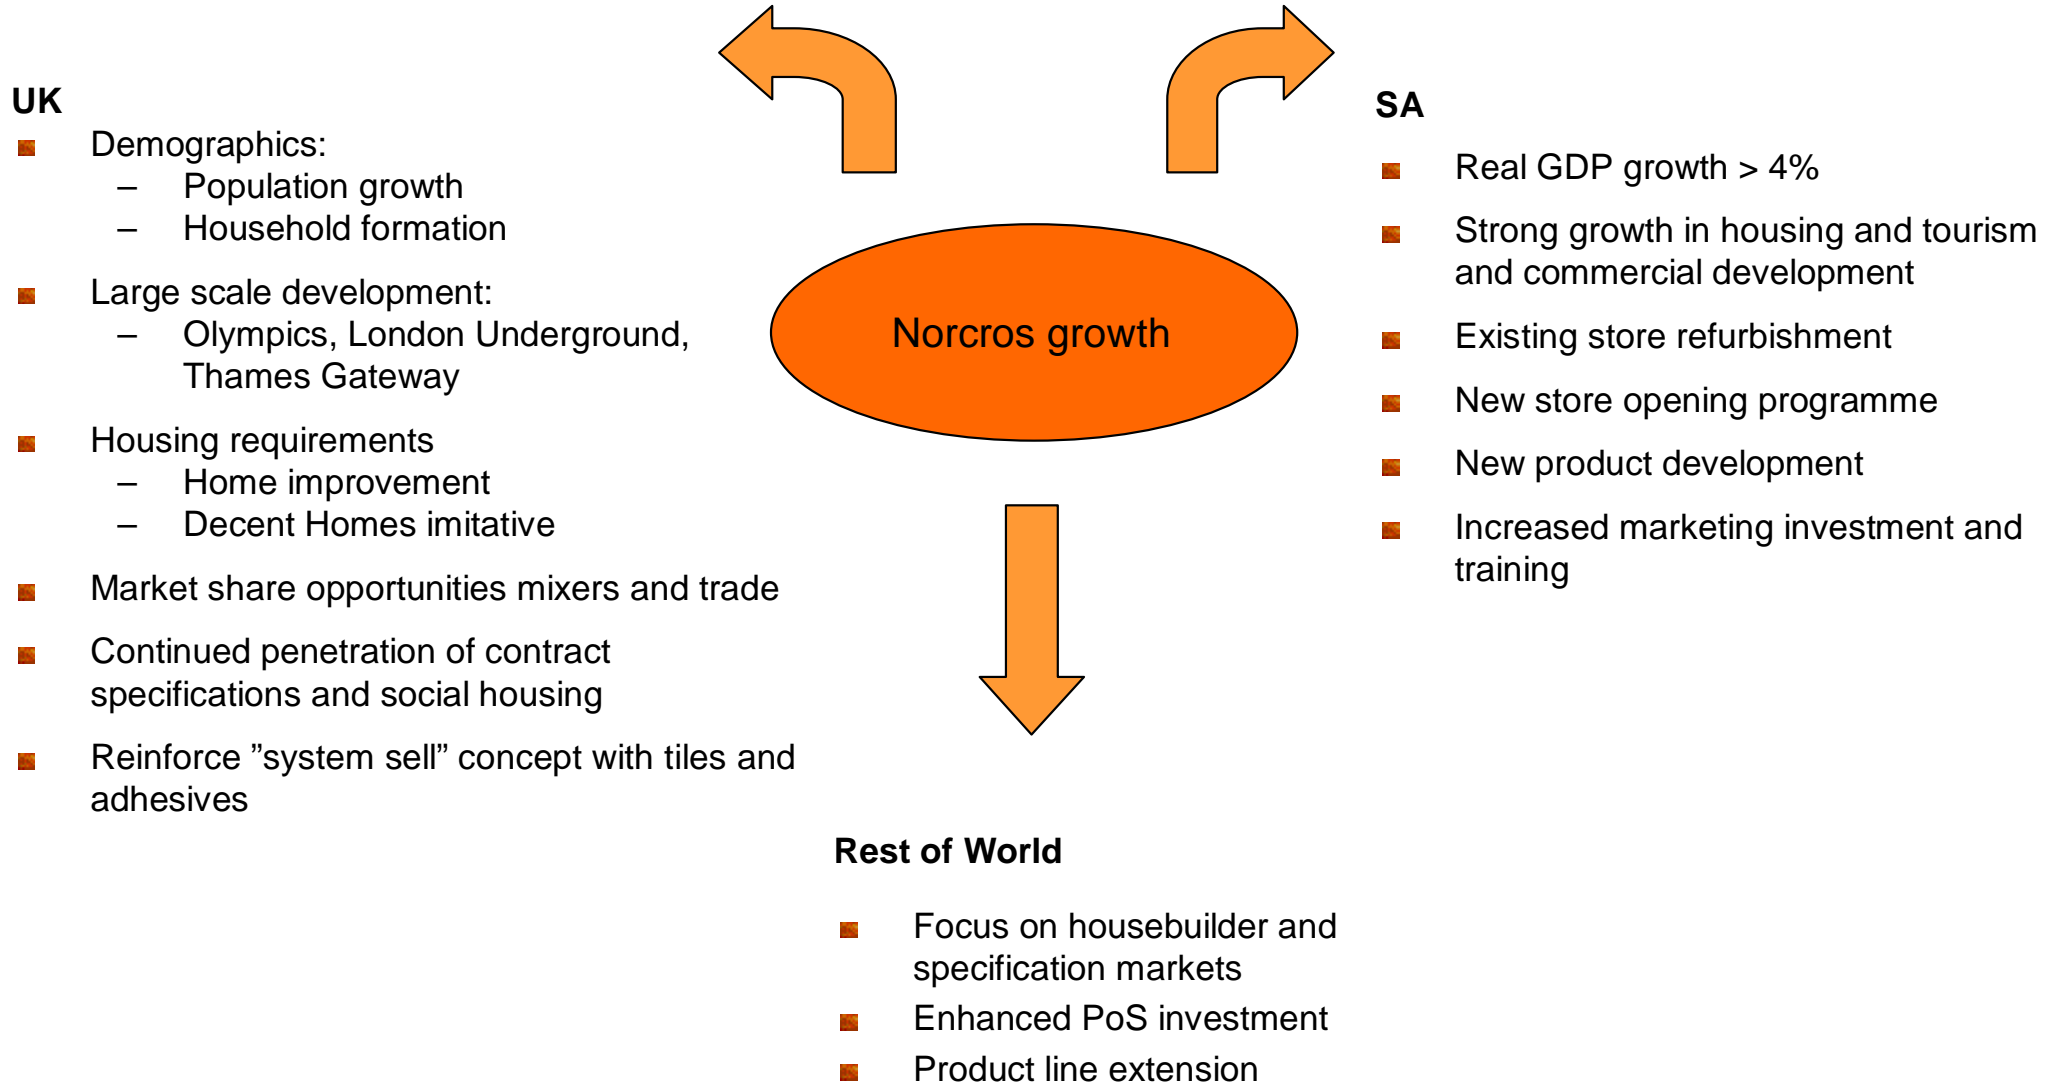 UK
Demographics:
– Population growth
– Household formation
Large scale development:
– Olympics, London Underground,
Thames Gateway
Housing requirements
– Home improvement
– Decent Homes imitative
Market share opportunities mixers and trade
Continued penetration of contract
specifications and social housing
Reinforce ”system sell” concept with tiles and
adhesives
Norcros growth
SA
Real GDP growth > 4%
Strong growth in housing and tourism
and commercial development
Existing store refurbishment
New store opening programme
New product development
Increased marketing investment and
training
Rest of World
Focus on housebuilder and
specification markets
Enhanced PoS investment
Product line extension